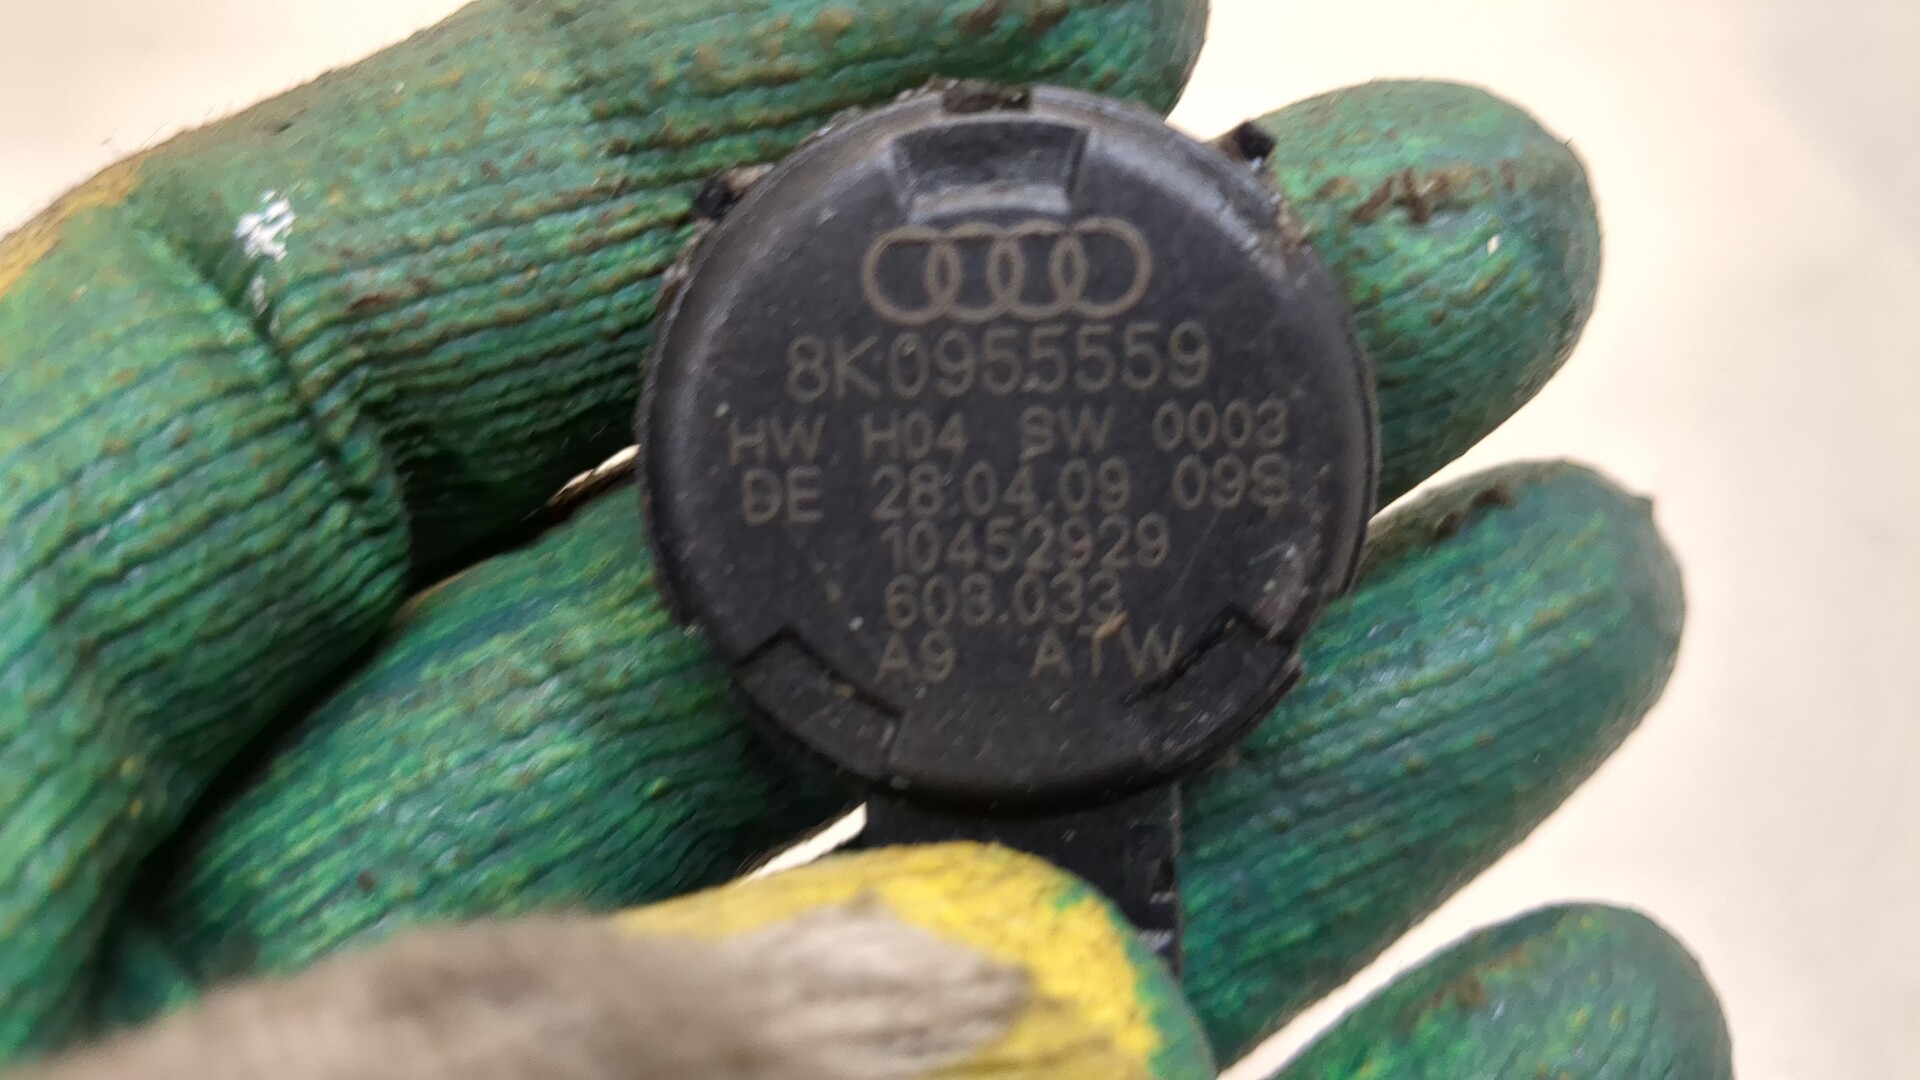 8K0955559
HW H04 SW 0003
DE 28.04.09 09S
10452929
608.033
A9 ATW